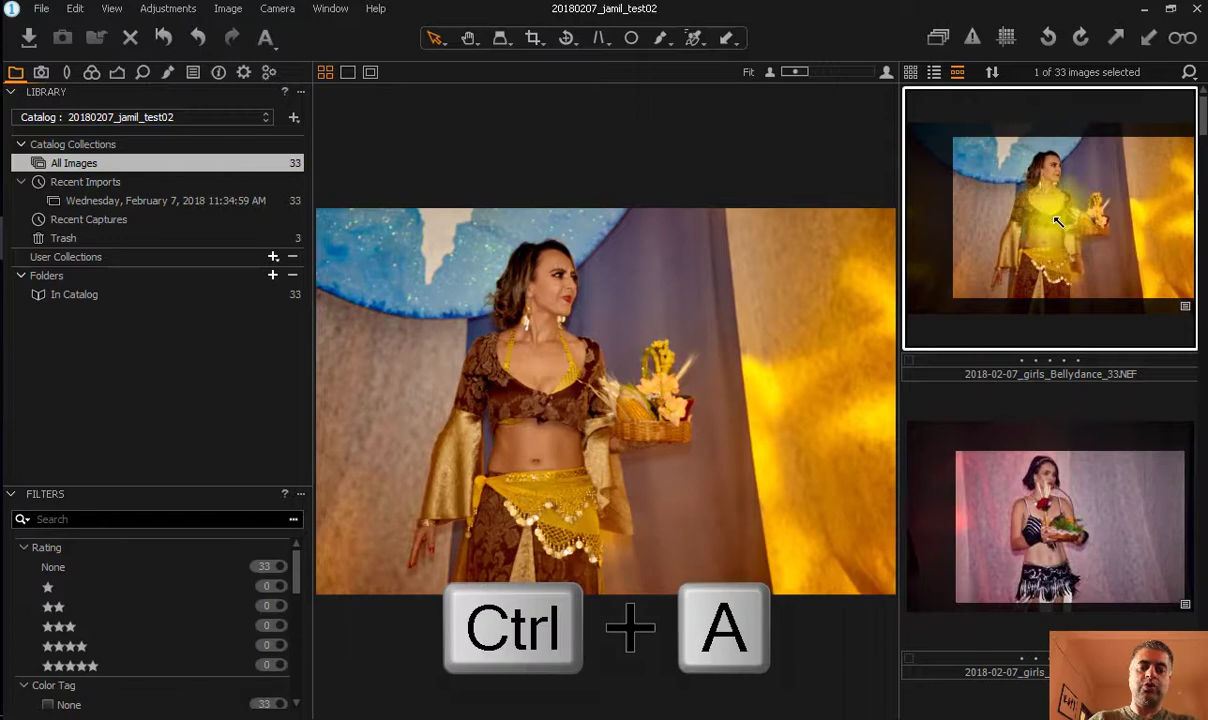 1 File Edit View Adjustments Image Camera Window Help 20180207_jamil_test02
Fit 1 of 33 images selected
LIBRARY ? ...
Catalog : 20180207_jamil_test02
Catalog Collections
All Images 33
Recent Imports
Wednesday, February 7, 2018 11:34:59 AM 33
Recent Captures
Trash 3
User Collections
Folders
In Catalog 33
2018-02-07_girls_Bellydance_33.NEF
FILTERS ? ...
Search
Rating
None 33
0
0
0
0
0
Color Tag
None 33
Ctrl + A
2018-02-07_girls